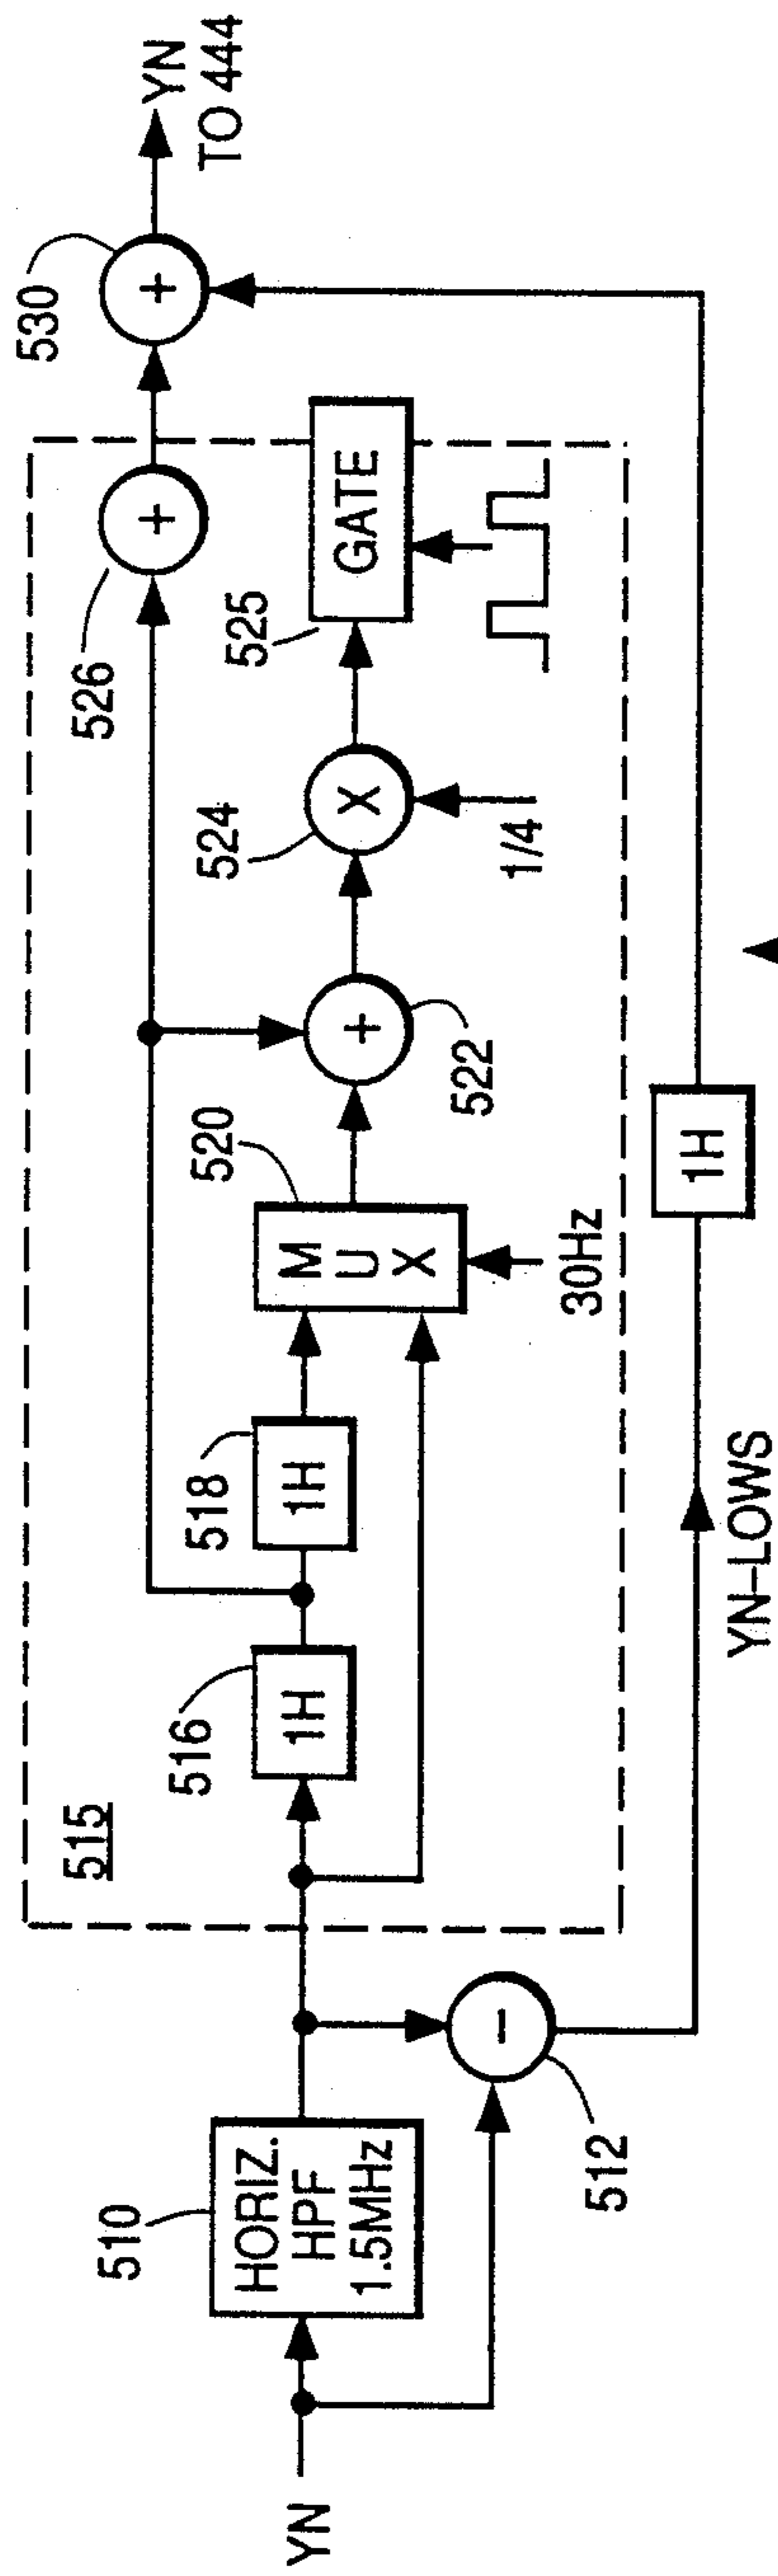 YN
510
HORIZ.
HPF
1.5MHz
512
515
516
1H
518
1H
520
MUX
30Hz
522
+
524
X
1/4
525
GATE
526
+
530
+
YN
TO 444
−
YN–LOWS
1H